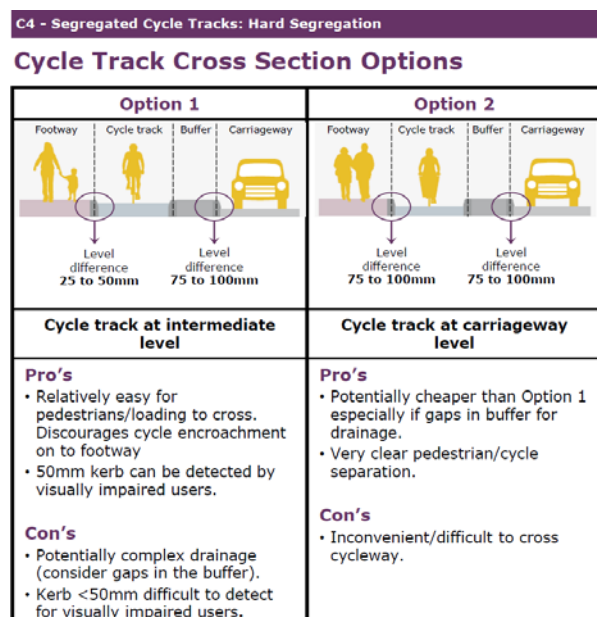 C4 - Segregated Cycle Tracks: Hard Segregation
Cycle Track Cross Section Options
Option 1
Footway
Cycle track
Buffer
Carriageway
Level
difference
25 to 50mm
Level
difference
75 to 100mm
Cycle track at intermediate
level
Pro's
• Relatively easy for
pedestrians/loading to cross.
Discourages cycle encroachment
on to footway
• 50mm kerb can be detected by
visually impaired users.
Con's
• Potentially complex drainage
(consider gaps in the buffer).
• Kerb <50mm difficult to detect
for visually impaired users.
Option 2
Footway
Cycle track
Buffer
Carriageway
Level
difference
75 to 100mm
Level
difference
75 to 100mm
Cycle track at carriageway
level
Pro's
• Potentially cheaper than Option 1
especially if gaps in buffer for
drainage.
• Very clear pedestrian/cycle
separation.
Con's
• Inconvenient/difficult to cross
cycleway.